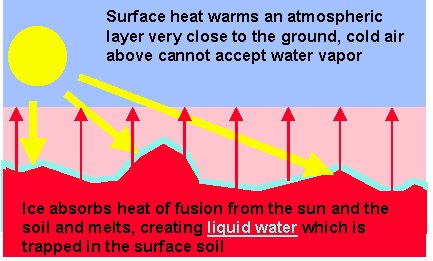 Surface heat warms an atmospheric
layer very close to the ground, cold air
above cannot accept water vapor
Ice absorbs heat of fusion from the sun and the
soil and melts, creating liquid water which is
trapped in the surface soil